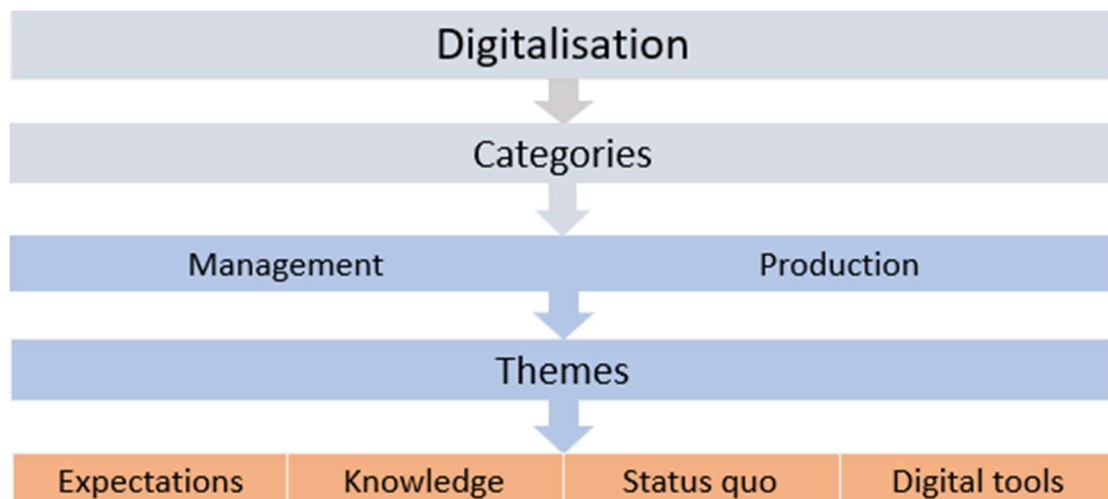 Digitalisation
Categories
Management Production
Themes
Expectations Knowledge Status quo Digital tools